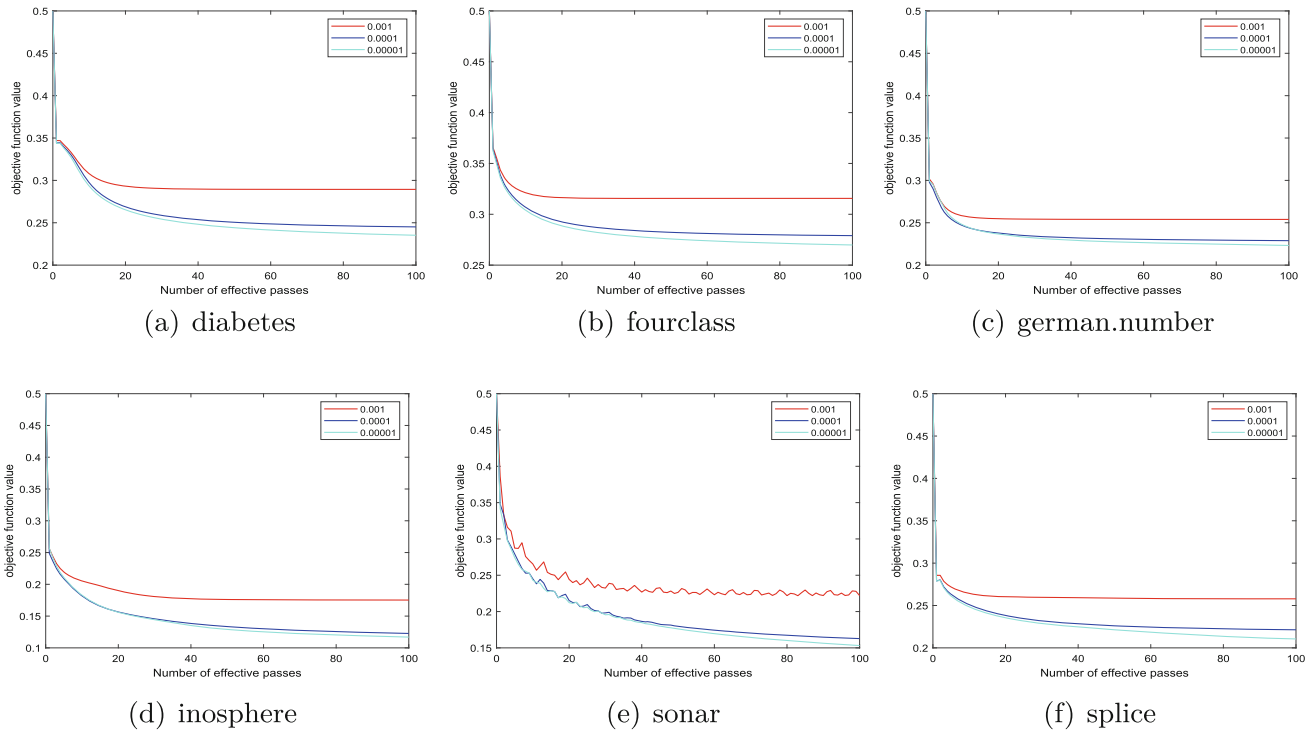 0.5
0.45
0.4
0.35
0.3
0.25
0.2
objective function value
0.001
0.0001
0.00001
0 20 40 60 80 100
Number of effective passes
(a) diabetes
0.5
0.45
0.4
0.35
0.3
0.25
objective function value
0.001
0.0001
0.00001
0 20 40 60 80 100
Number of effective passes
(b) fourclass
0.5
0.45
0.4
0.35
0.3
0.25
0.2
objective function value
0.001
0.0001
0.00001
0 20 40 60 80 100
Number of effective passes
(c) german.number
0.5
0.45
0.4
0.35
0.3
0.25
0.2
0.15
0.1
objective function value
0.001
0.0001
0.00001
0 20 40 60 80 100
Number of effective passes
(d) inosphere
0.5
0.45
0.4
0.35
0.3
0.25
0.2
0.15
objective function value
0.001
0.0001
0.00001
0 20 40 60 80 100
Number of effective passes
(e) sonar
0.5
0.45
0.4
0.35
0.3
0.25
0.2
objective function value
0.001
0.0001
0.00001
0 20 40 60 80 100
Number of effective passes
(f) splice